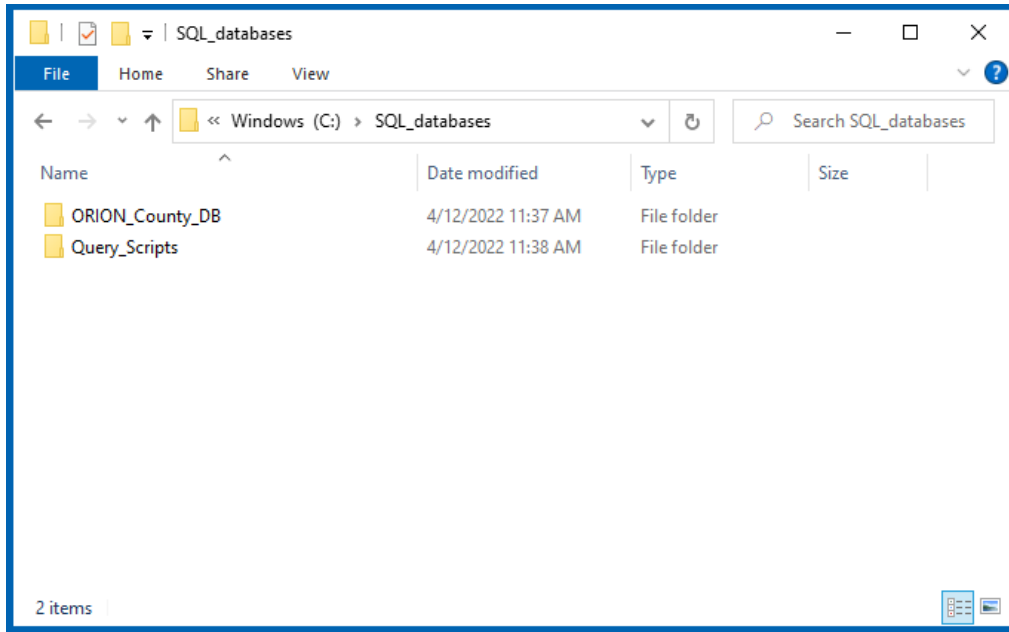 SQL_databases
File Home Share View
« Windows (C:) > SQL_databases Search SQL_databases
Name Date modified Type Size
ORION_County_DB 4/12/2022 11:37 AM File folder
Query_Scripts 4/12/2022 11:38 AM File folder
2 items